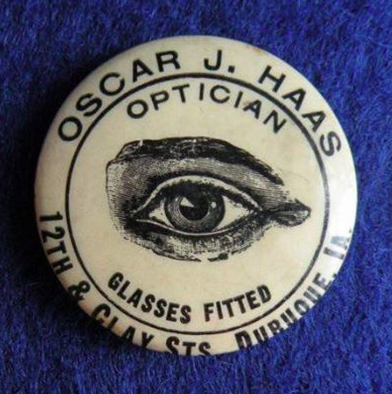 OSCAR J. HAAS
OPTICIAN
GLASSES FITTED
12TH & CLAY STS. DUBUQUE, IA.